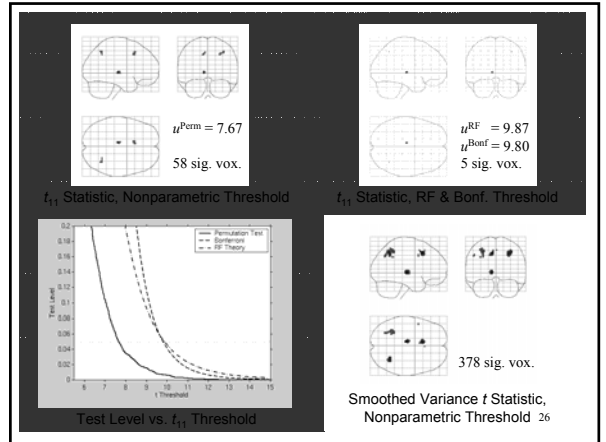 u^Perm = 7.67
58 sig. vox.
t₁₁ Statistic, Nonparametric Threshold
u^RF = 9.87
u^Bonf = 9.80
5 sig. vox.
t₁₁ Statistic, RF & Bonf. Threshold
Permutation Test
Bonferroni
RF Theory
0.2
0.18
0.16
0.14
0.12
0.1
0.08
0.06
0.04
0.02
0
Test Level
6 7 8 9 10 11 12 13 14 15
t Threshold
Test Level vs. t₁₁ Threshold
378 sig. vox.
Smoothed Variance t Statistic,
Nonparametric Threshold 26